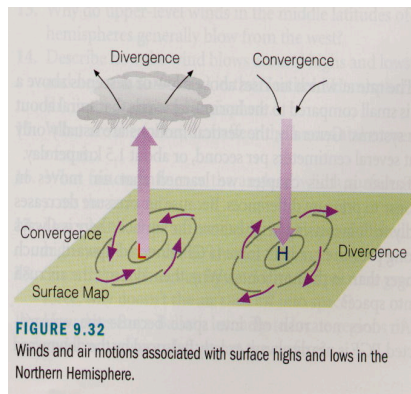 Divergence
Convergence
Convergence
L
H
Divergence
Surface Map
FIGURE 9.32
Winds and air motions associated with surface highs and lows in the
Northern Hemisphere.